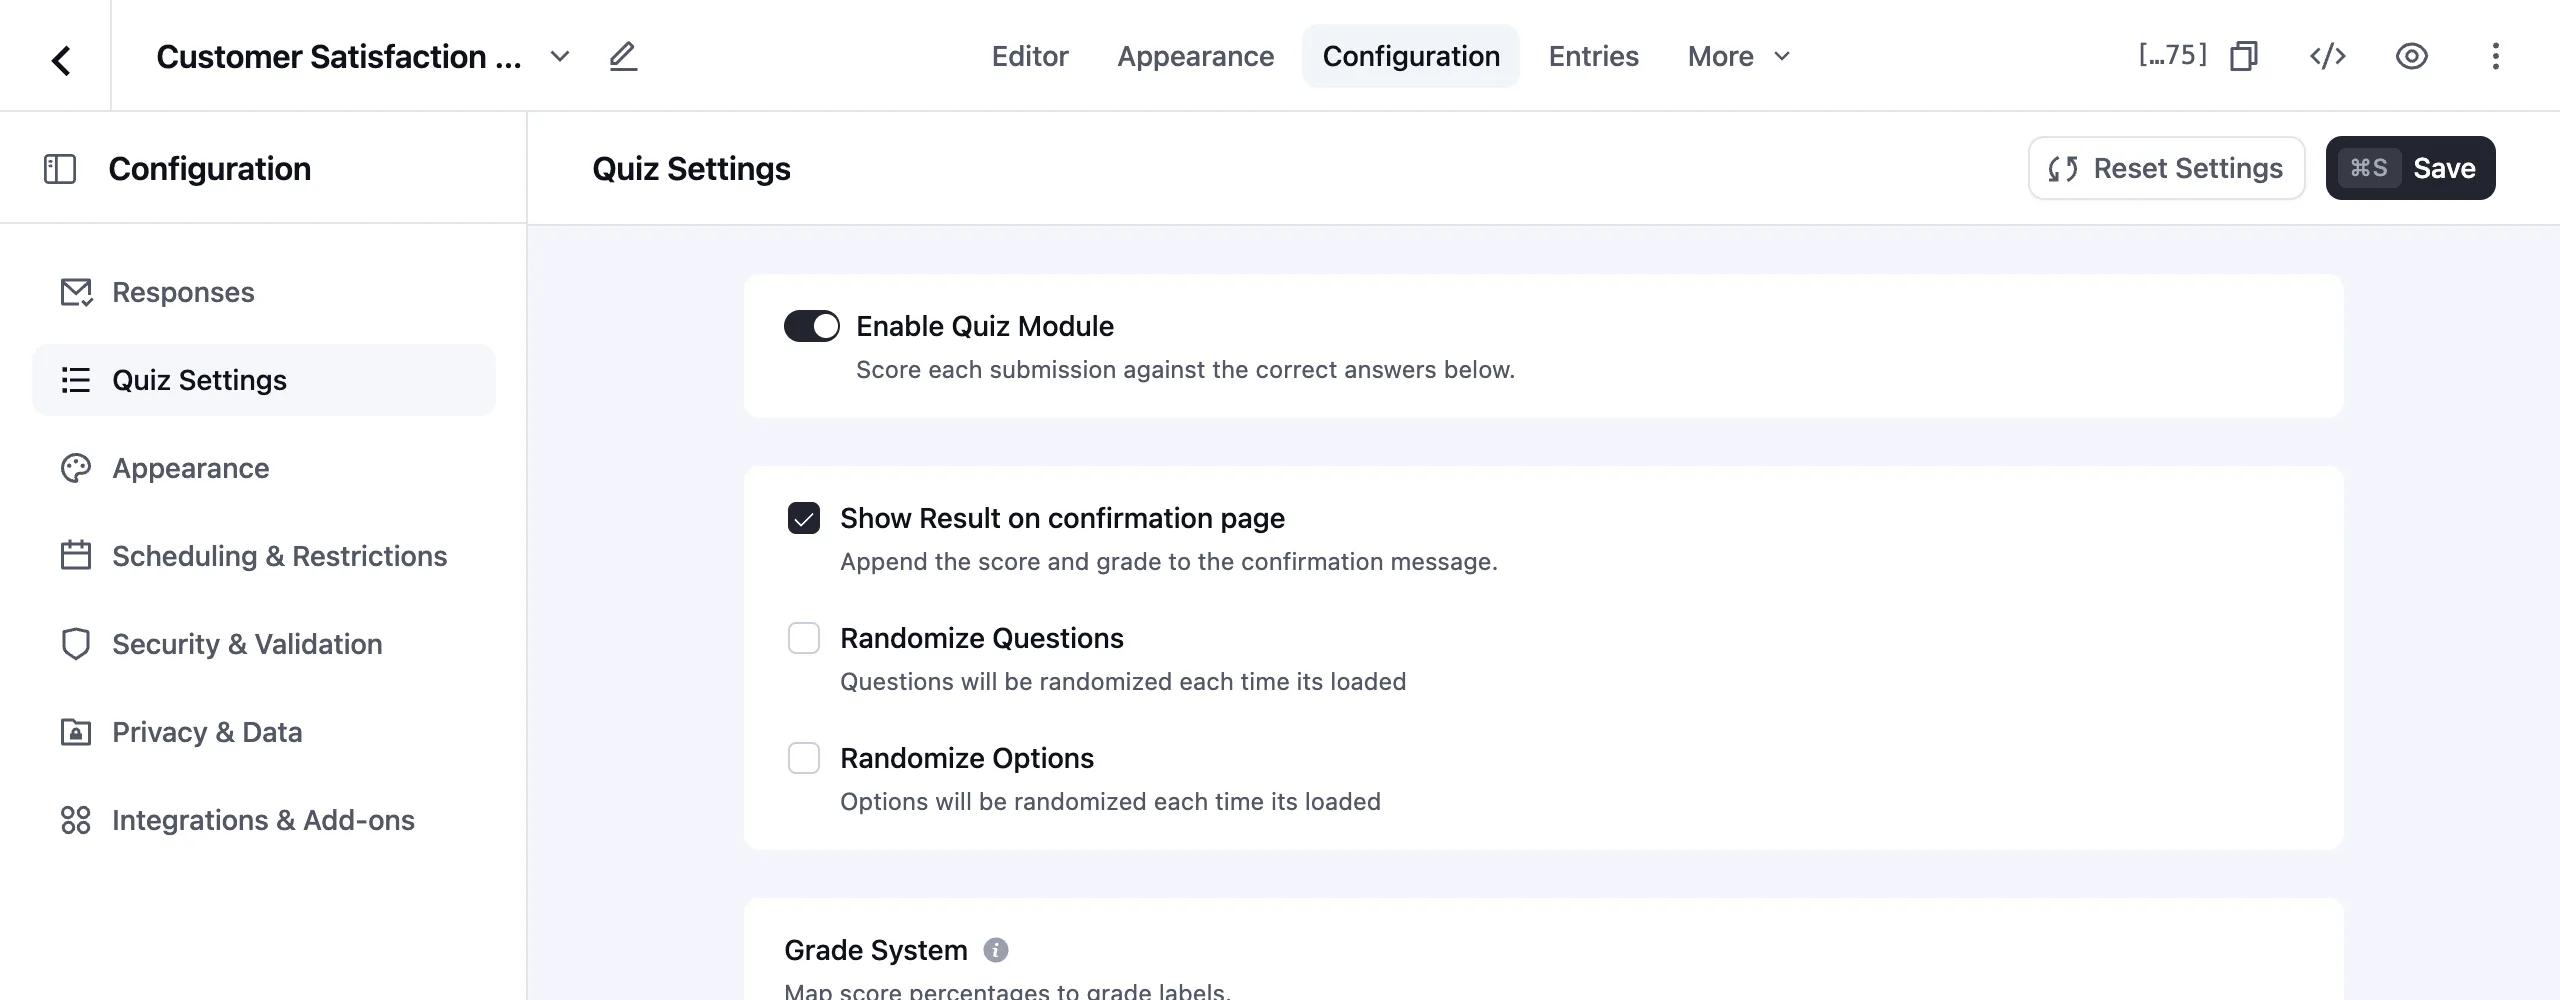 Customer Satisfaction ...
Editor
Appearance
Configuration
Entries
More
[...75]
Configuration
Quiz Settings
Reset Settings
⌘S Save
Responses
Quiz Settings
Appearance
Scheduling & Restrictions
Security & Validation
Privacy & Data
Integrations & Add-ons
Enable Quiz Module
Score each submission against the correct answers below.
Show Result on confirmation page
Append the score and grade to the confirmation message.
Randomize Questions
Questions will be randomized each time its loaded
Randomize Options
Options will be randomized each time its loaded
Grade System
Map score percentages to grade labels.